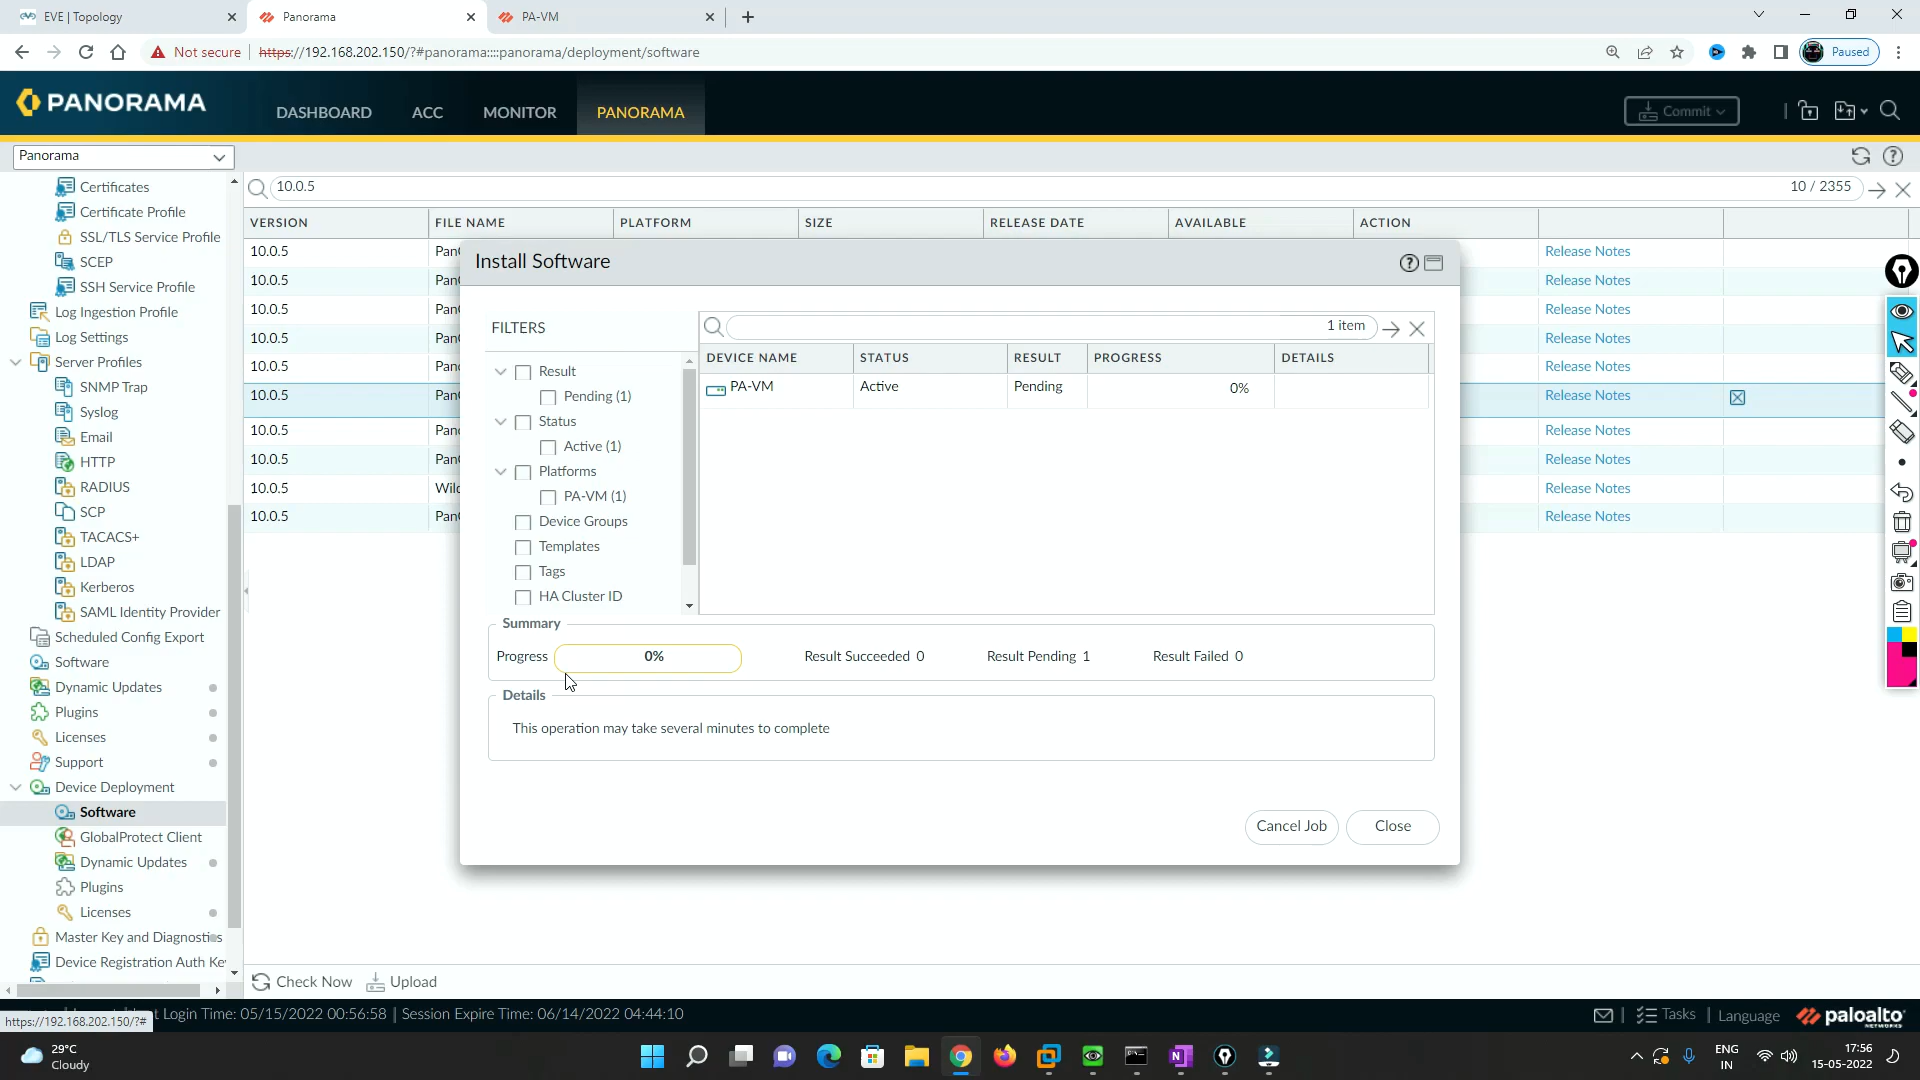 EVE | Topology
Panorama
PA-VM
Not secure
https://192.168.202.150/?#panorama::::panorama/deployment/software
Paused
PANORAMA
DASHBOARD
ACC
MONITOR
PANORAMA
Commit
Panorama
Certificates
Certificate Profile
SSL/TLS Service Profile
SCEP
SSH Service Profile
Log Ingestion Profile
Log Settings
Server Profiles
SNMP Trap
Syslog
Email
HTTP
RADIUS
SCP
TACACS+
LDAP
Kerberos
SAML Identity Provider
Scheduled Config Export
Software
Dynamic Updates
Plugins
Licenses
Support
Device Deployment
Software
GlobalProtect Client
Dynamic Updates
Plugins
Licenses
Master Key and Diagnostics
Device Registration Auth Ke
10.0.5
10 / 2355
VERSION FILE NAME PLATFORM SIZE RELEASE DATE AVAILABLE ACTION
10.0.5 Pan Release Notes
10.0.5 Pan Release Notes
10.0.5 Pan Release Notes
10.0.5 Pan Release Notes
10.0.5 Pan Release Notes
10.0.5 Pan Release Notes
10.0.5 Pan Release Notes
10.0.5 Pan Release Notes
10.0.5 Wil Release Notes
10.0.5 Pan Release Notes
Install Software
FILTERS
Result
Pending (1)
Status
Active (1)
Platforms
PA-VM (1)
Device Groups
Templates
Tags
HA Cluster ID
1 item
DEVICE NAME STATUS RESULT PROGRESS DETAILS
PA-VM Active Pending 0%
Summary
Progress 0% Result Succeeded 0 Result Pending 1 Result Failed 0
Details
This operation may take several minutes to complete
Cancel Job
Close
Check Now
Upload
https://192.168.202.150/?#
t Login Time: 05/15/2022 00:56:58 | Session Expire Time: 06/14/2022 04:44:10
Tasks | Language
paloalto
NETWORKS
29°C
Cloudy
ENG
IN
17:56
15-05-2022